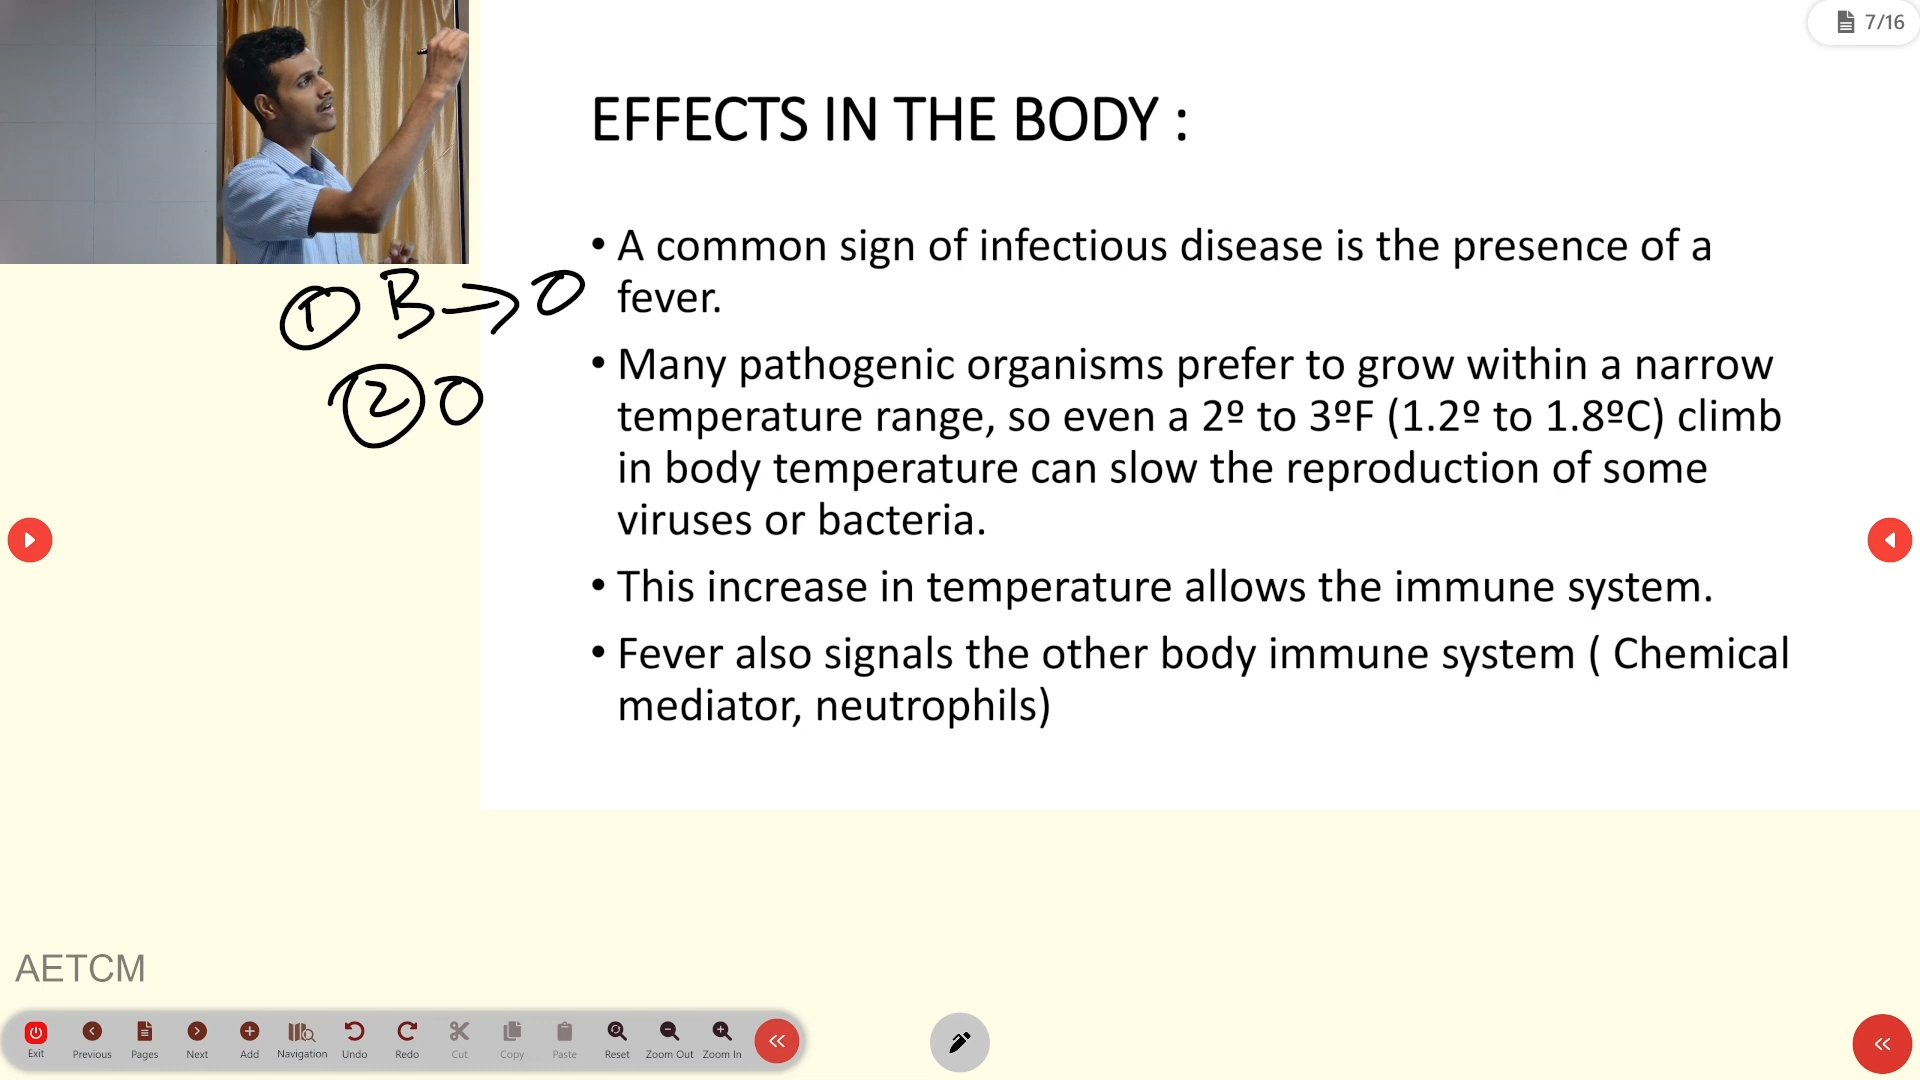 7/16
EFFECTS IN THE BODY :
① B → 0
② 0
• A common sign of infectious disease is the presence of a
fever.
• Many pathogenic organisms prefer to grow within a narrow
temperature range, so even a 2º to 3ºF (1.2º to 1.8ºC) climb
in body temperature can slow the reproduction of some
viruses or bacteria.
• This increase in temperature allows the immune system.
• Fever also signals the other body immune system ( Chemical
mediator, neutrophils)
AETCM
Exit Previous Pages Next Add Navigation Undo Redo Cut Copy Paste Reset Zoom Out Zoom In